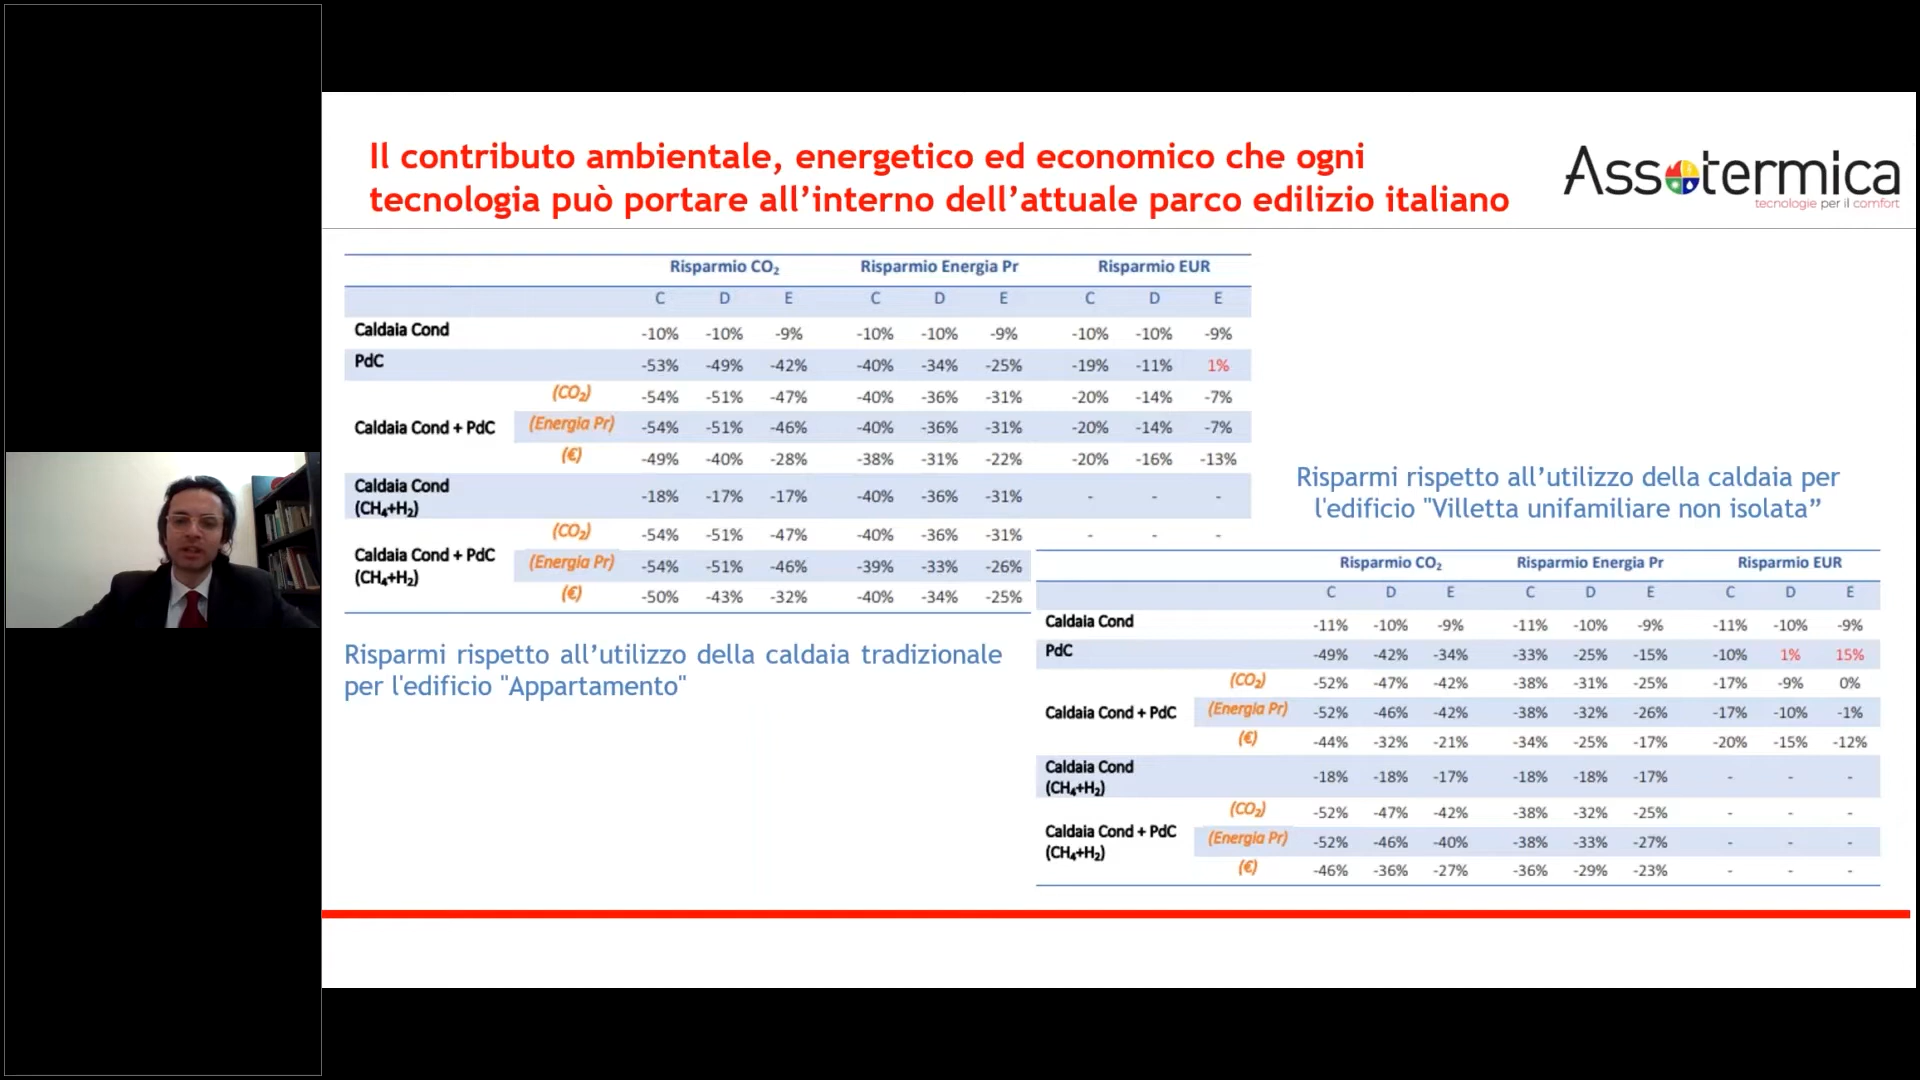 Il contributo ambientale, energetico ed economico che ogni
tecnologia può portare all’interno dell’attuale parco edilizio italiano
Assotermica
tecnologie per il comfort
Risparmio CO₂ Risparmio Energia Pr Risparmio EUR
C D E C D E C D E
Caldaia Cond -10% -10% -9% -10% -10% -9% -10% -10% -9%
PdC -53% -49% -42% -40% -34% -25% -19% -11% 1%
(CO₂) -54% -51% -47% -40% -36% -31% -20% -14% -7%
Caldaia Cond + PdC (Energia Pr) -54% -51% -46% -40% -36% -31% -20% -14% -7%
(€) -49% -40% -28% -38% -31% -22% -20% -16% -13%
Caldaia Cond
(CH₄+H₂) -18% -17% -17% -40% -36% -31% - - -
(CO₂) -54% -51% -47% -40% -36% -31% - - -
Caldaia Cond + PdC
(CH₄+H₂) (Energia Pr) -54% -51% -46% -39% -33% -26%
(€) -50% -43% -32% -40% -34% -25%
Risparmi rispetto all’utilizzo della caldaia tradizionale
per l'edificio "Appartamento"
Risparmi rispetto all’utilizzo della caldaia per
l'edificio "Villetta unifamiliare non isolata”
Risparmio CO₂ Risparmio Energia Pr Risparmio EUR
C D E C D E C D E
Caldaia Cond -11% -10% -9% -11% -10% -9% -11% -10% -9%
PdC -49% -42% -34% -33% -25% -15% -10% 1% 15%
(CO₂) -52% -47% -42% -38% -31% -25% -17% -9% 0%
Caldaia Cond + PdC (Energia Pr) -52% -46% -42% -38% -32% -26% -17% -10% -1%
(€) -44% -32% -21% -34% -25% -17% -20% -15% -12%
Caldaia Cond
(CH₄+H₂) -18% -18% -17% -18% -18% -17% - - -
(CO₂) -52% -47% -42% -38% -32% -25% - - -
Caldaia Cond + PdC
(CH₄+H₂) (Energia Pr) -52% -46% -40% -38% -33% -27% - - -
(€) -46% -36% -27% -36% -29% -23% - - -